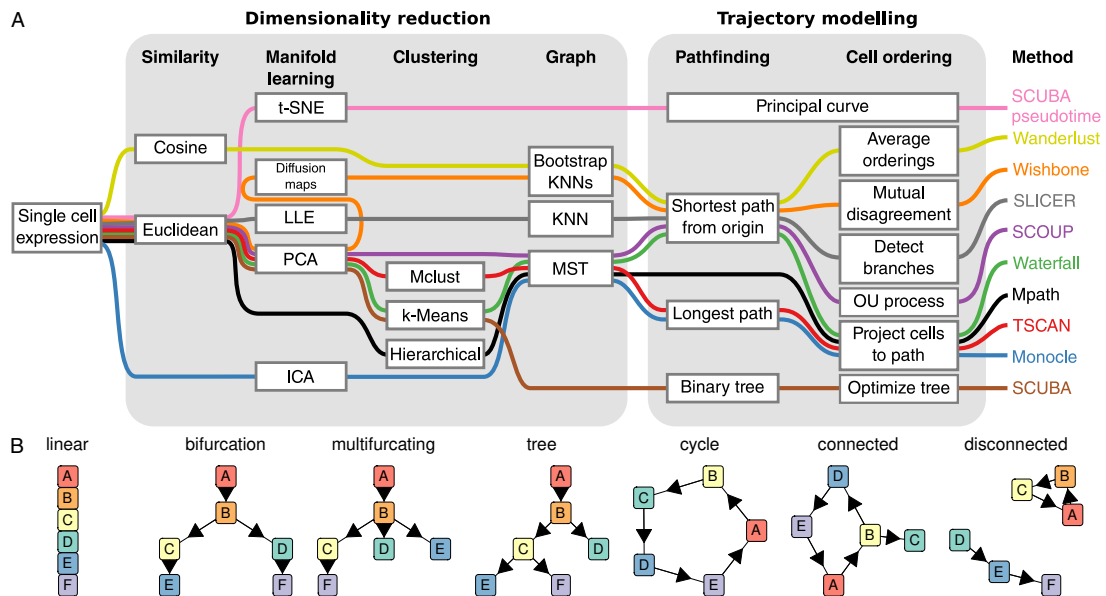 A
Dimensionality reduction
Trajectory modelling
Similarity
Manifold
learning
Clustering
Graph
Pathfinding
Cell ordering
Method
t-SNE
Principal curve
SCUBA
pseudotime
Cosine
Bootstrap
KNNs
Average
orderings
Wanderlust
Diffusion
maps
Mutual
disagreement
Wishbone
Single cell
expression
Euclidean
LLE
KNN
Shortest path
from origin
SLICER
PCA
MST
Detect
branches
SCOUP
Mclust
OU process
Waterfall
k-Means
Longest path
Project cells
to path
Mpath
Hierarchical
TSCAN
ICA
Monocle
Binary tree
Optimize tree
SCUBA
B
linear
bifurcation
multifurcating
tree
cycle
connected
disconnected
A
B
C
D
E
F
A
B
C
D
E
F
A
B
C
D
E
F
A
B
C
D
E
F
B
C
A
D
E
D
E
B
C
A
B
C
A
D
E
F